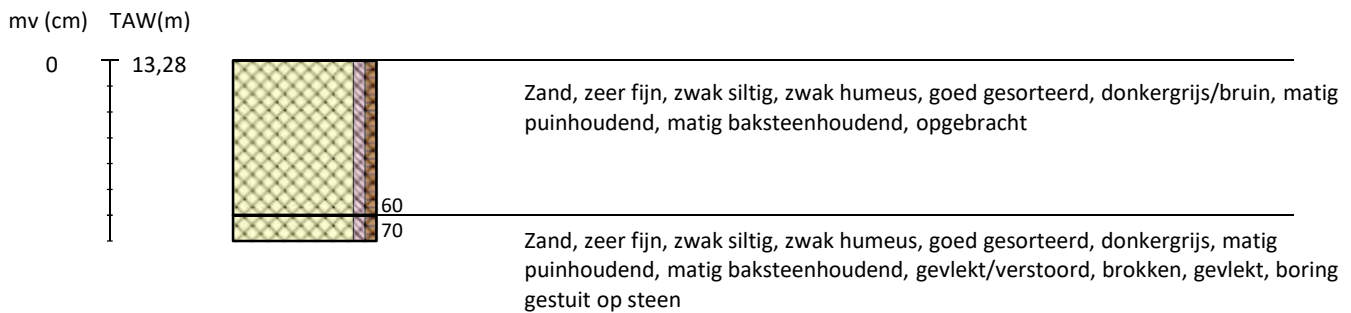 mv (cm) TAW(m)
0 13,28
Zand, zeer fijn, zwak siltig, zwak humeus, goed gesorteerd, donkergrijs/bruin, matig
puinhoudend, matig baksteenhoudend, opgebracht
60
70
Zand, zeer fijn, zwak siltig, zwak humeus, goed gesorteerd, donkergrijs, matig
puinhoudend, matig baksteenhoudend, gevlekt/verstoord, brokken, gevlekt, boring
gestuit op steen